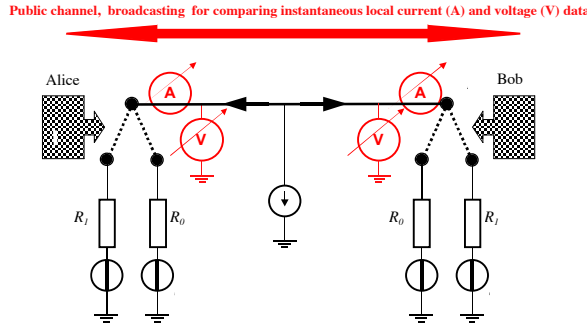 Public channel, broadcasting for comparing instantaneous local current (A) and voltage (V) data
Alice
Bob
A
A
V
V
R1
R0
R0
R1